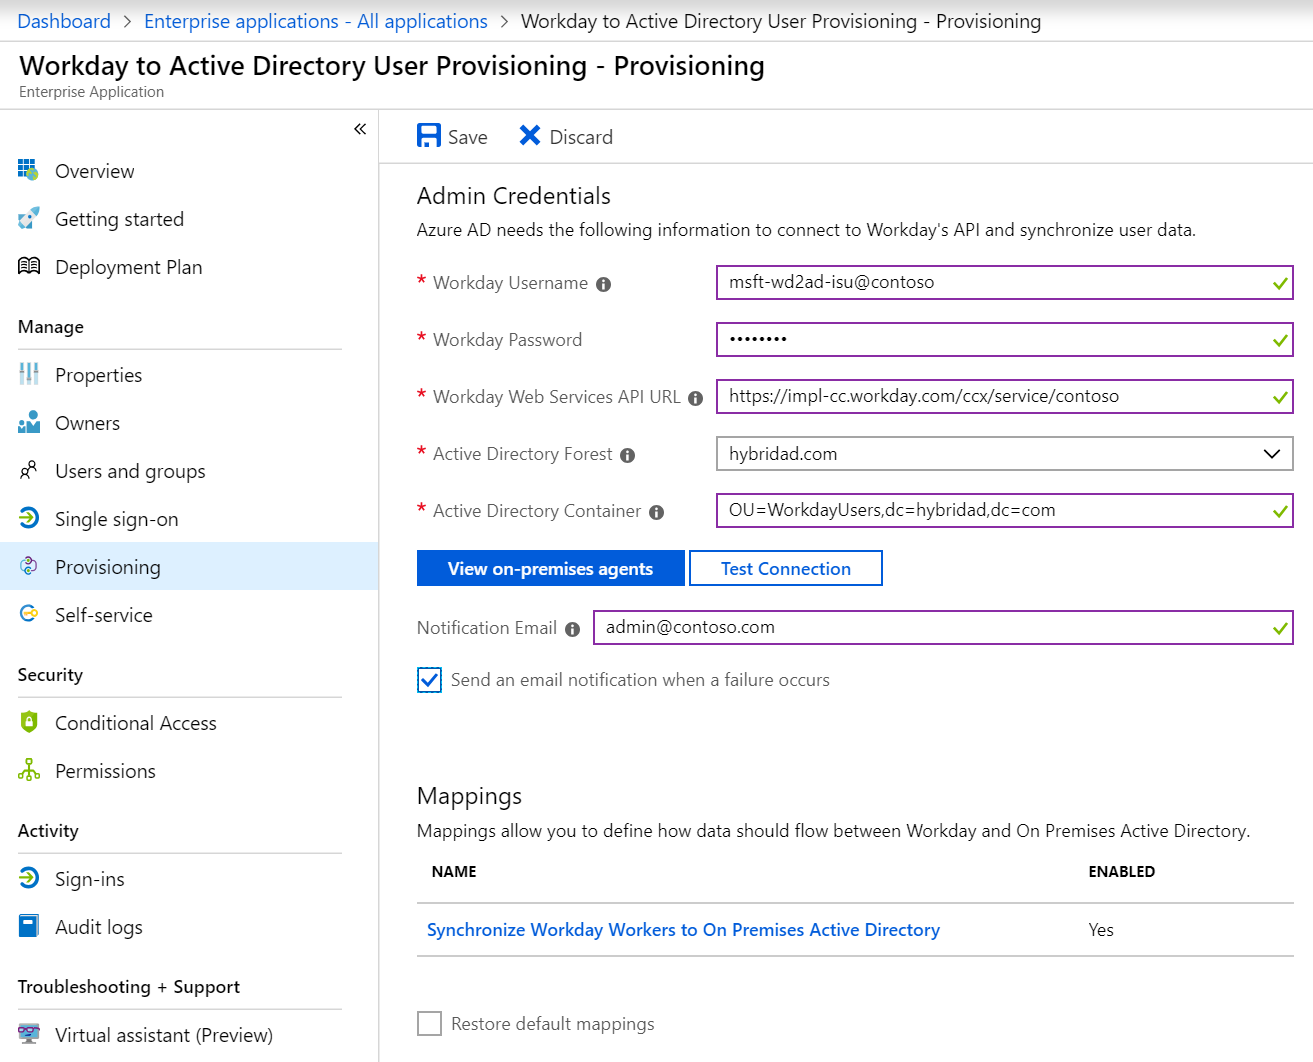 Dashboard > Enterprise applications - All applications > Workday to Active Directory User Provisioning - Provisioning
Workday to Active Directory User Provisioning - Provisioning
Enterprise Application
«
Overview
Getting started
Deployment Plan
Manage
Properties
Owners
Users and groups
Single sign-on
Provisioning
Self-service
Security
Conditional Access
Permissions
Activity
Sign-ins
Audit logs
Troubleshooting + Support
Virtual assistant (Preview)
Save Discard
Admin Credentials
Azure AD needs the following information to connect to Workday's API and synchronize user data.
* Workday Username msft-wd2ad-isu@contoso
* Workday Password ••••••••
* Workday Web Services API URL https://impl-cc.workday.com/ccx/service/contoso
* Active Directory Forest hybridad.com
* Active Directory Container OU=WorkdayUsers,dc=hybridad,dc=com
View on-premises agents Test Connection
Notification Email admin@contoso.com
Send an email notification when a failure occurs
Mappings
Mappings allow you to define how data should flow between Workday and On Premises Active Directory.
NAME ENABLED
Synchronize Workday Workers to On Premises Active Directory Yes
Restore default mappings